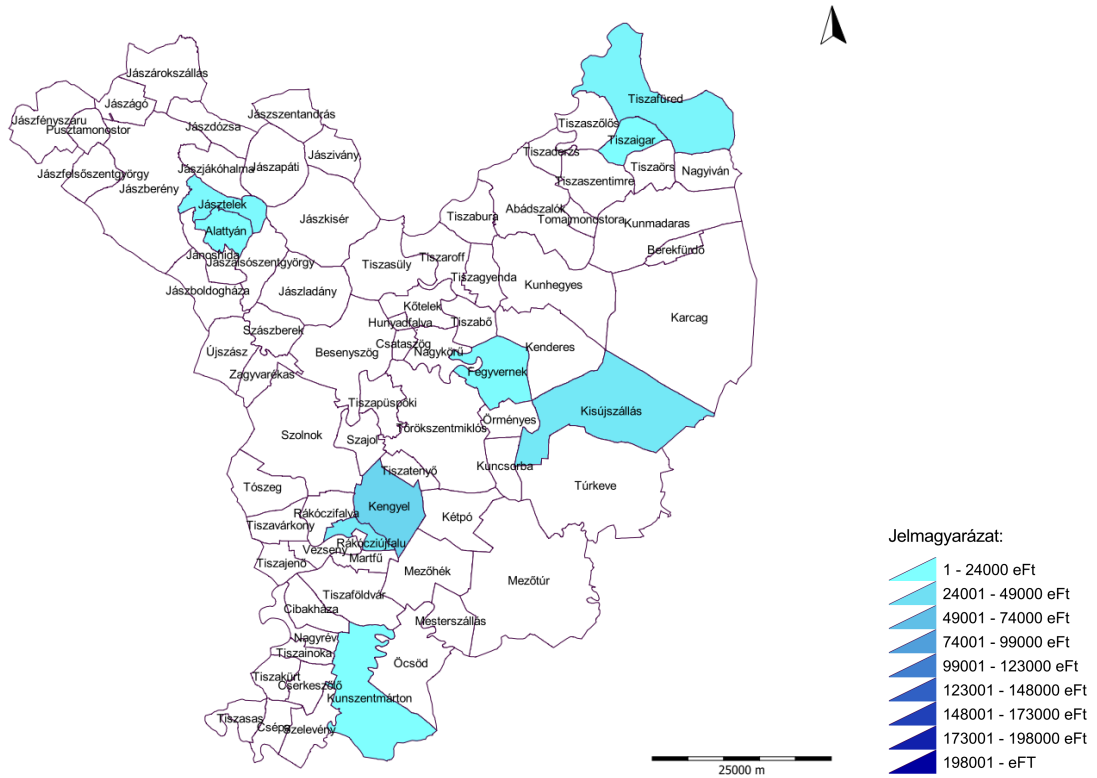 Jászárokszállás
Jászágó
Jászfényszaru
Pusztamonostor
Jászdózsa
Jászszentandrás
Jászivány
Jászapáti
Jászjákóhalma
Jászfelsőszentgyörgy
Jászberény
Jásztelek
Alattyán
Jászkisér
Jánoshida
Jászalsószentgyörgy
Jászboldogháza
Jászladány
Tiszafüred
Tiszaszőlős
Tiszaigar
Tiszaderzs
Tiszaörs
Nagyiván
Tiszaszentimre
Abádszalók
Tiszabura
Tomajmonostora
Kunmadaras
Berekfürdő
Tiszasüly
Tiszaroff
Tiszagyenda
Kunhegyes
Karcag
Kőtelek
Hunyadfalva
Tiszabő
Csataszög
Nagykörű
Kenderes
Szászberek
Újszász
Besenyszög
Zagyvarékas
Fegyvernek
Kisújszállás
Tiszapüspöki
Örményes
Törökszentmiklós
Szolnok
Szajol
Tiszatenyő
Kuncsorba
Túrkeve
Tószeg
Kengyel
Rákóczifalva
Kétpó
Tiszavárkony
Rákócziújfalu
Vezseny
Martfű
Tiszajenő
Mezőhék
Mezőtúr
Tiszaföldvár
Cibakháza
Mesterszállás
Nagyrév
Tiszainoka
Öcsöd
Tiszakürt
Cserkeszőlő
Kunszentmárton
Tiszasas
Csépa
Szelevény
Jelmagyarázat:
1 - 24000 eFt
24001 - 49000 eFt
49001 - 74000 eFt
74001 - 99000 eFt
99001 - 123000 eFt
123001 - 148000 eFt
148001 - 173000 eFt
173001 - 198000 eFt
198001 - eFT
25000 m